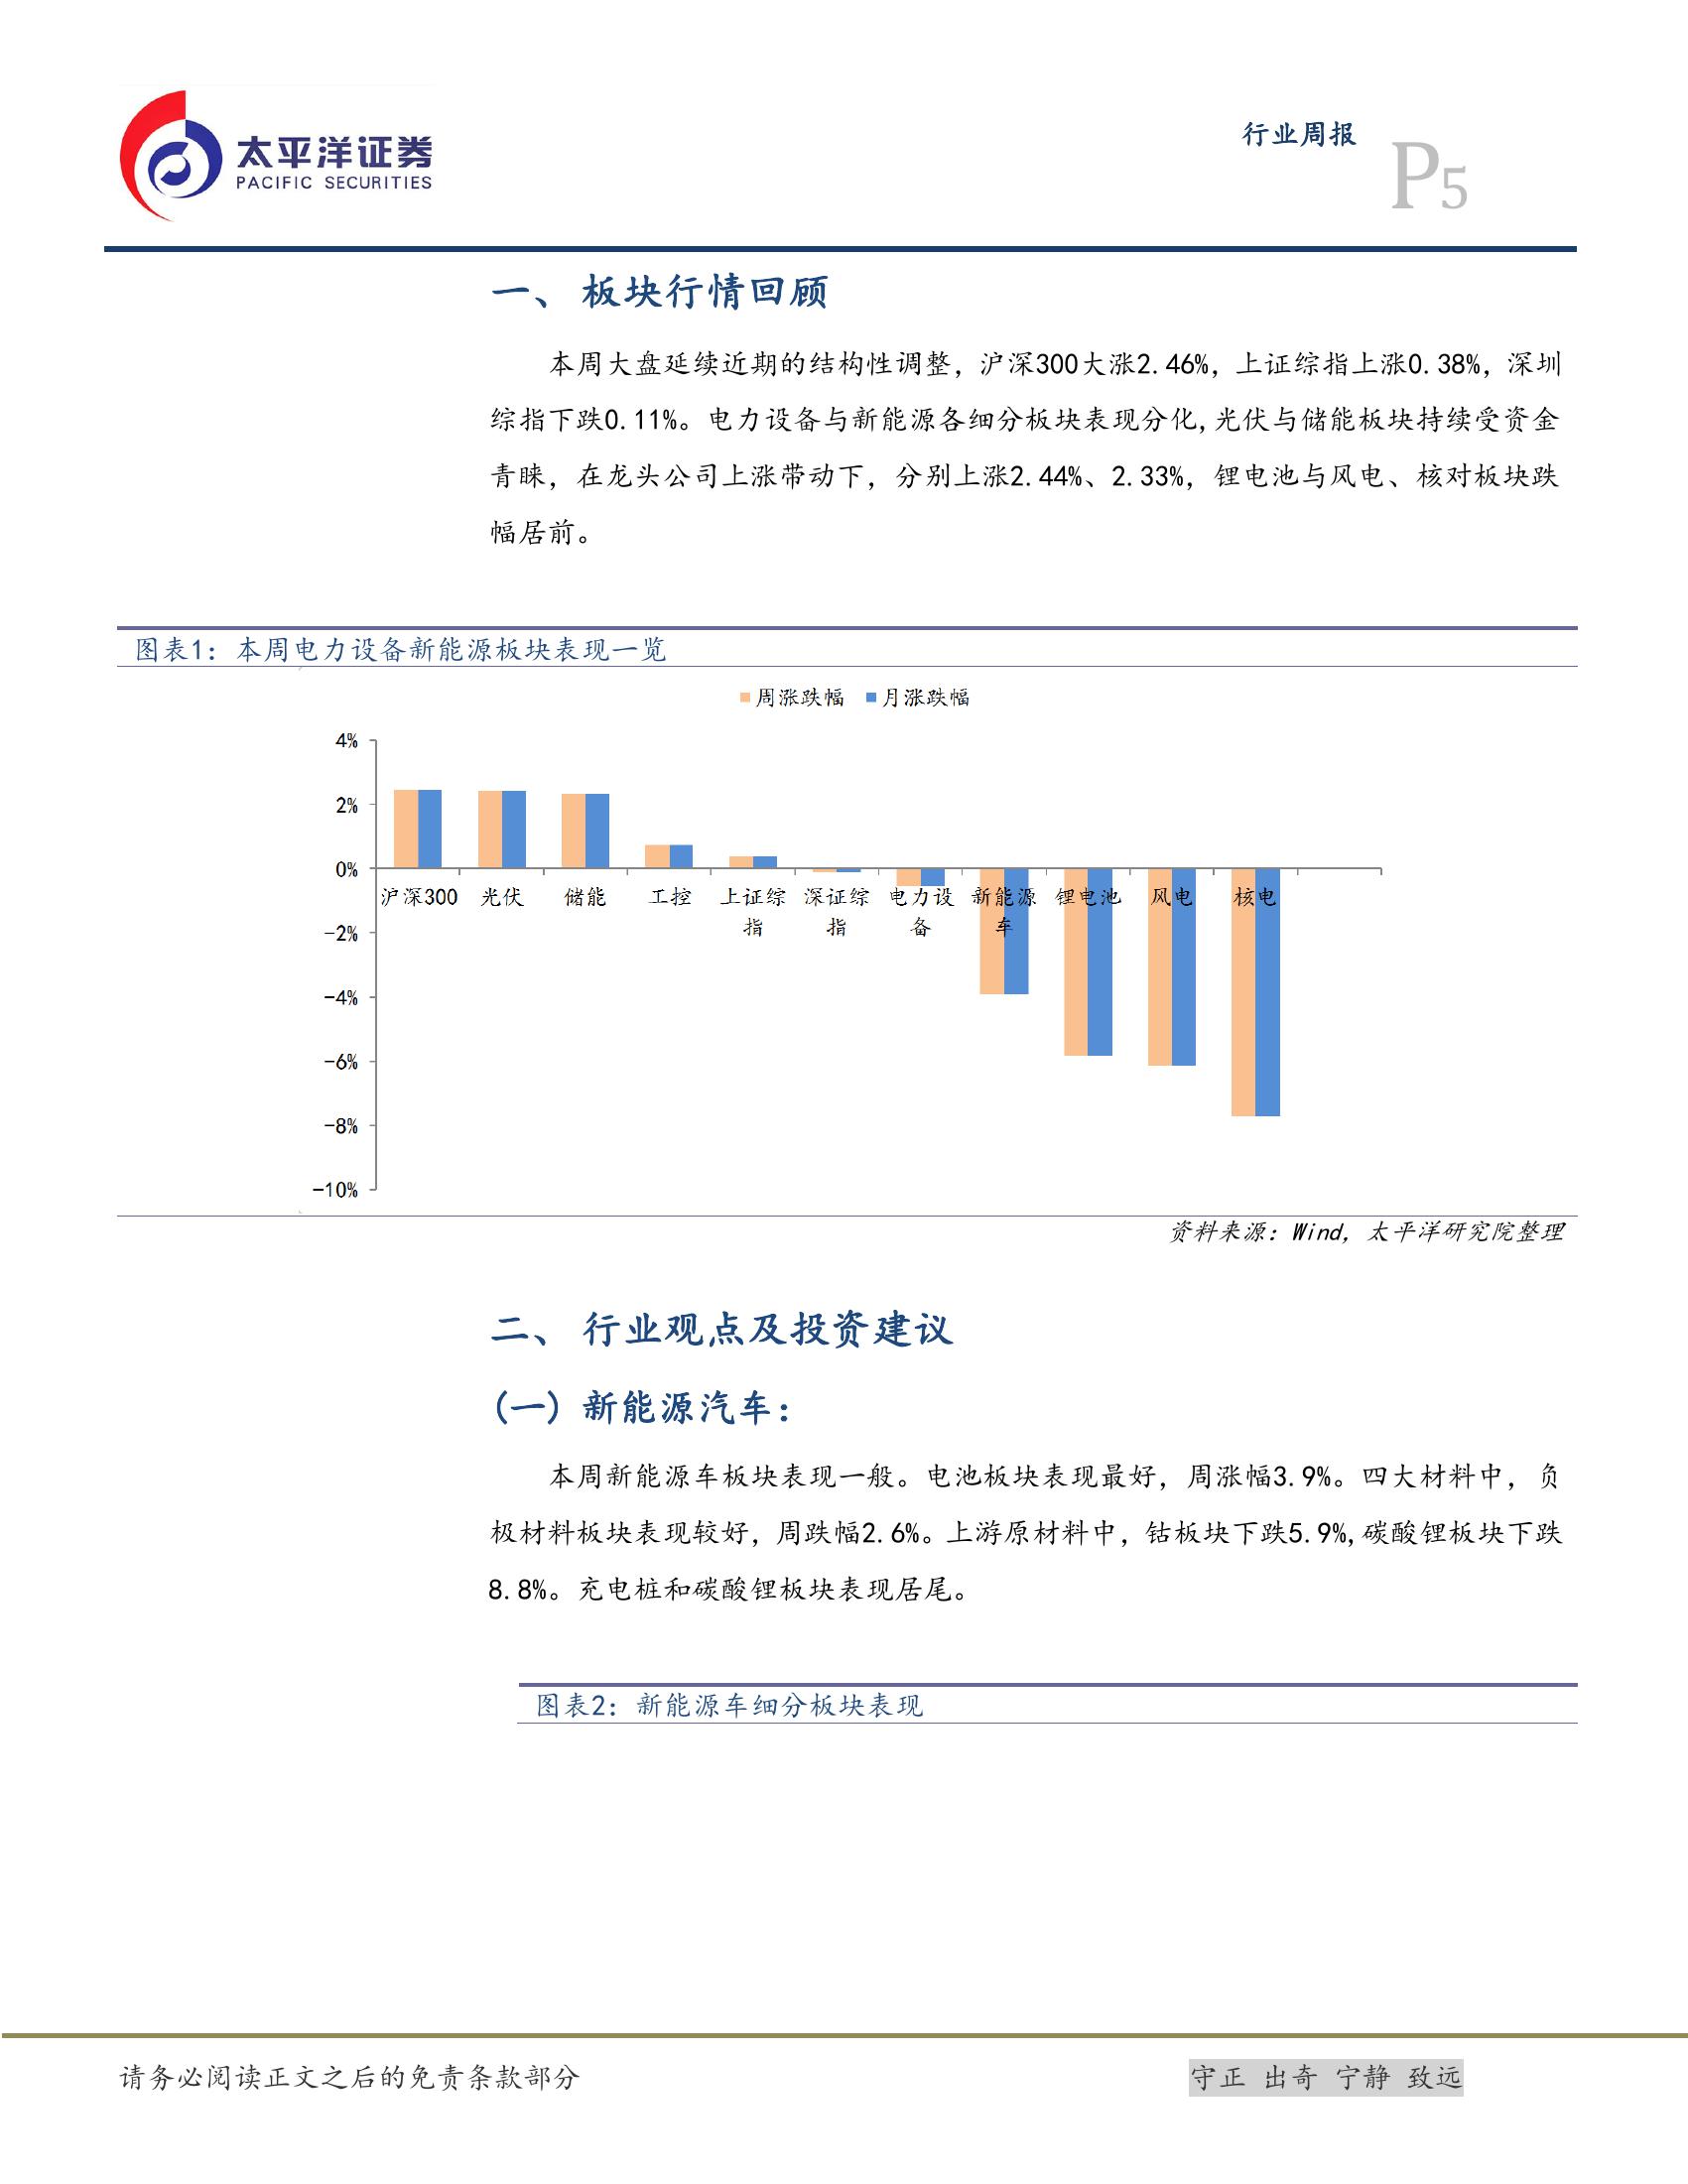 太平洋证券
PACIFIC SECURITIES
行业周报
P5
一、 板块行情回顾
本周大盘延续近期的结构性调整，沪深300大涨2.46%，上证综指上涨0.38%，深圳
综指下跌0.11%。电力设备与新能源各细分板块表现分化,光伏与储能板块持续受资金
青睐，在龙头公司上涨带动下，分别上涨2.44%、2.33%，锂电池与风电、核对板块跌
幅居前。
图表1：本周电力设备新能源板块表现一览
周涨跌幅 月涨跌幅
4%
2%
0%
-2%
-4%
-6%
-8%
-10%
沪深300 光伏 储能 工控 上证综 深证综 电力设 新能源 锂电池 风电 核电
指 指 备 车
资料来源：Wind，太平洋研究院整理
二、 行业观点及投资建议
(一) 新能源汽车：
本周新能源车板块表现一般。电池板块表现最好，周涨幅3.9%。四大材料中，负
极材料板块表现较好，周跌幅2.6%。上游原材料中，钴板块下跌5.9%,碳酸锂板块下跌
8.8%。充电桩和碳酸锂板块表现居尾。
图表2：新能源车细分板块表现
请务必阅读正文之后的免责条款部分
守正 出奇 宁静 致远